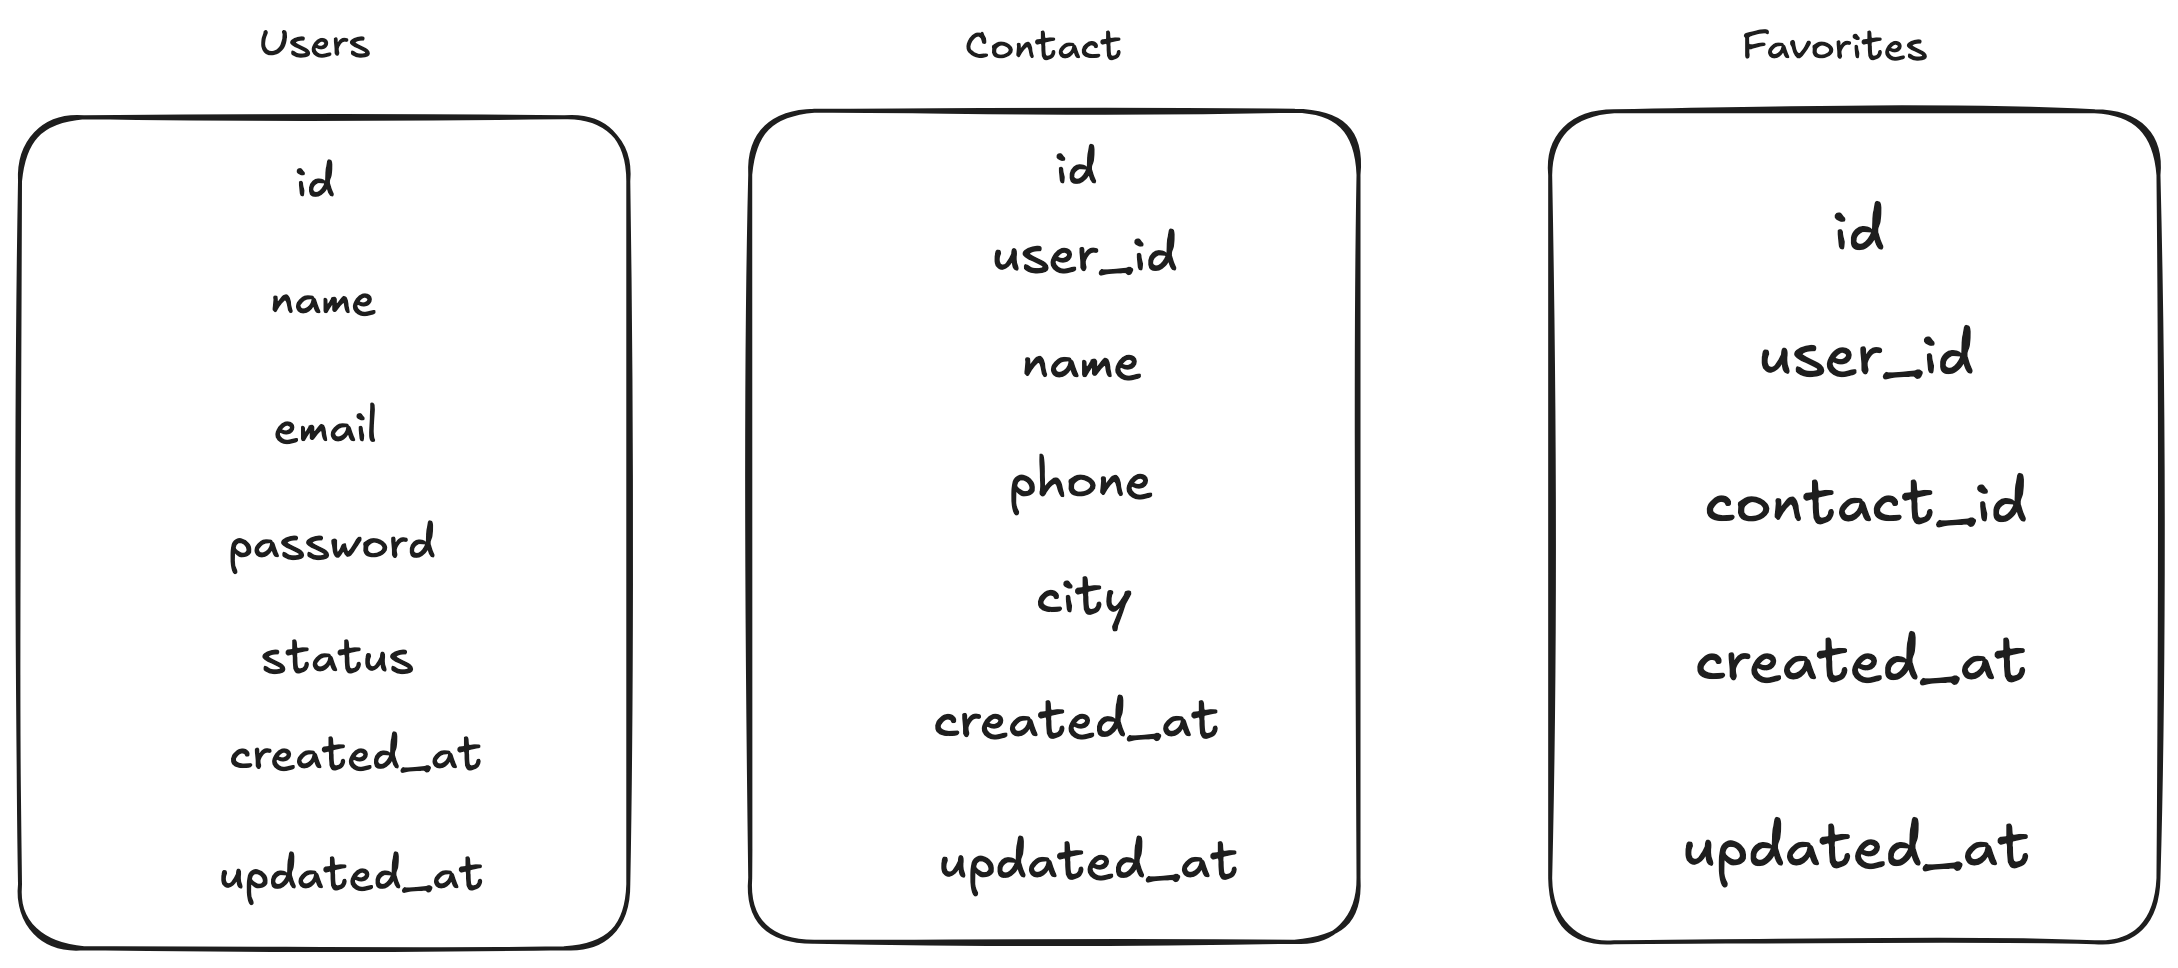 Users
id
name
email
password
status
created_at
updated_at
Contact
id
user_id
name
phone
city
created_at
updated_at
Favorites
id
user_id
contact_id
created_at
updated_at